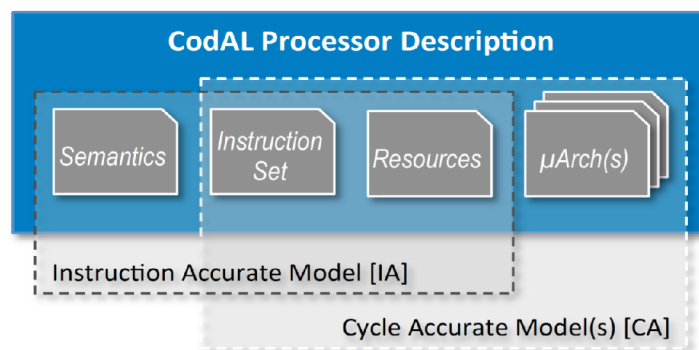 CodAL Processor Description
Semantics
Instruction
Set
Resources
µArch(s)
Instruction Accurate Model [IA]
Cycle Accurate Model(s) [CA]